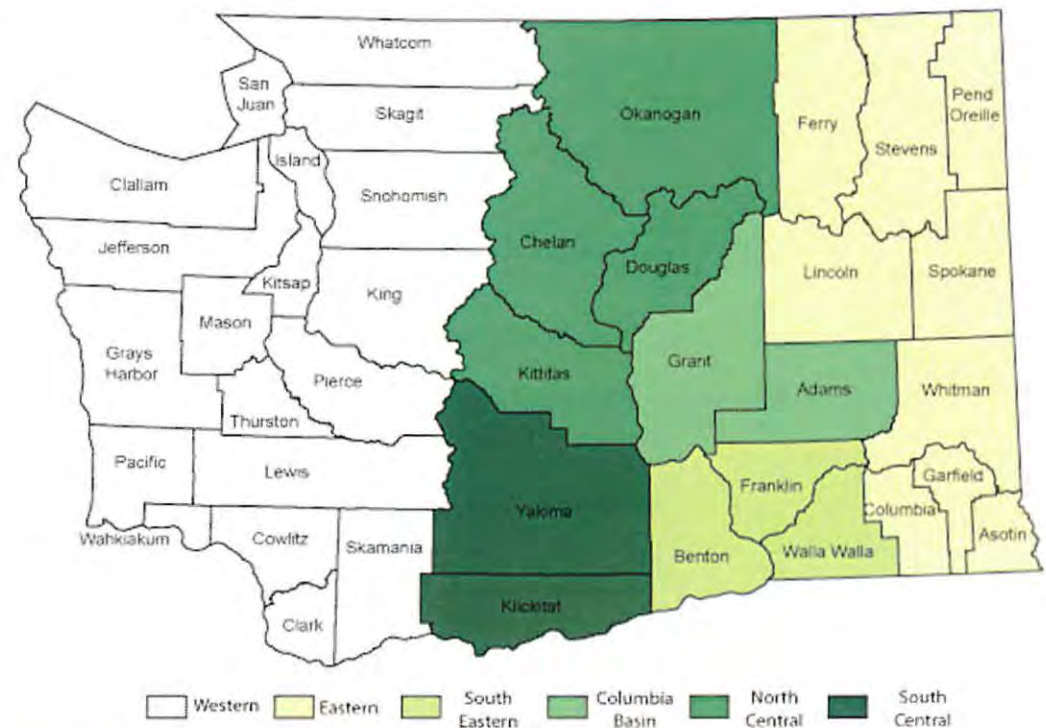 Whatcom
San
Juan
Skagit
Okanogan
Ferry
Stevens
Pend
Oreille
Island
Clallam
Snohomish
Jefferson
Chelan
Douglas
Lincoln
Spokane
Kitsap
King
Mason
Grays
Harbor
Pierce
Kittitas
Grant
Adams
Whitman
Thurston
Pacific
Lewis
Yakima
Franklin
Garfield
Columbia
Asotin
Wahkiakum
Cowlitz
Skamania
Benton
Walla Walla
Clark
Klickitat
Western
Eastern
South
Eastern
Columbia
Basin
North
Central
South
Central